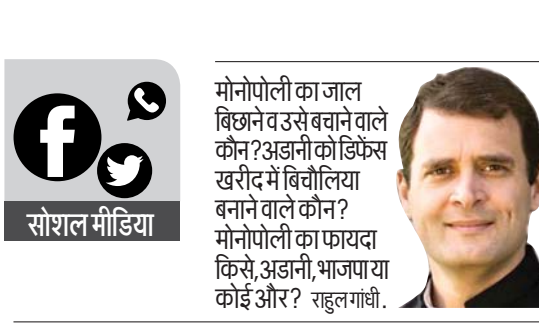 सोशल मीडिया
मोनोपोली का जाल
बिछाने व उसे बचाने वाले
कौन? अडानी को डिफेंस
खरीद में बिचौलिया
बनाने वाले कौन?
मोनोपोली का फायदा
किसे, अडानी, भाजपा या
कोई और? राहुल गांधी.